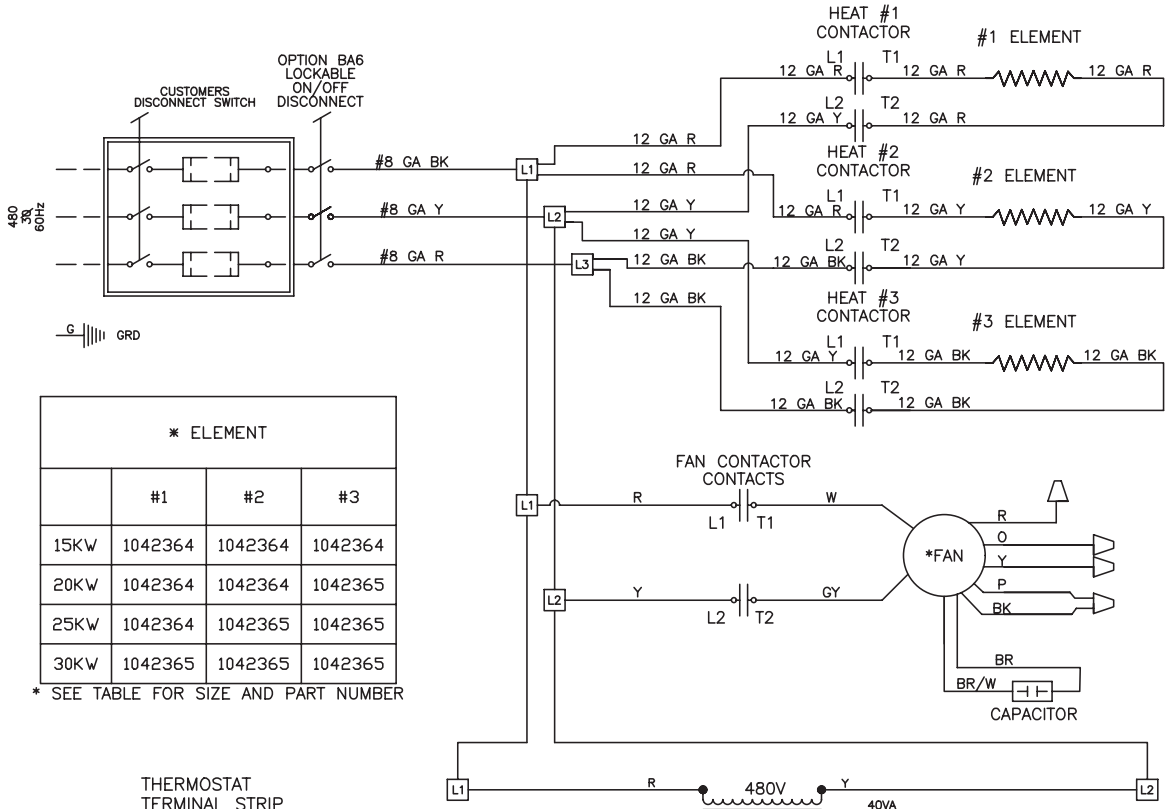 HEAT #1
CONTACTOR
#1 ELEMENT
L1 T1
12 GA R 12 GA R 12 GA R
L2 T2
12 GA Y 12 GA R
OPTION BA6
LOCKABLE
ON/OFF
DISCONNECT
CUSTOMERS
DISCONNECT SWITCH
480
3Ø
60Hz
#8 GA BK
#8 GA Y
#8 GA R
L1
L2
L3
12 GA R
12 GA R
12 GA Y
12 GA Y
12 GA BK
12 GA BK
HEAT #2
CONTACTOR
#2 ELEMENT
L1 T1
12 GA R 12 GA Y 12 GA Y
L2 T2
12 GA BK 12 GA Y
HEAT #3
CONTACTOR
#3 ELEMENT
L1 T1
12 GA Y 12 GA BK 12 GA BK
L2 T2
12 GA BK 12 GA BK
G GRD
* ELEMENT
#1 #2 #3
15KW 1042364 1042364 1042364
20KW 1042364 1042364 1042365
25KW 1042364 1042365 1042365
30KW 1042365 1042365 1042365
* SEE TABLE FOR SIZE AND PART NUMBER
FAN CONTACTOR
CONTACTS
L1 R W
L1 T1
L2 Y GY
L2 T2
*FAN
R
O
Y
P
BK
BR
BR/W
CAPACITOR
THERMOSTAT
TERMINAL STRIP
L1 R 480V Y L2
40VA